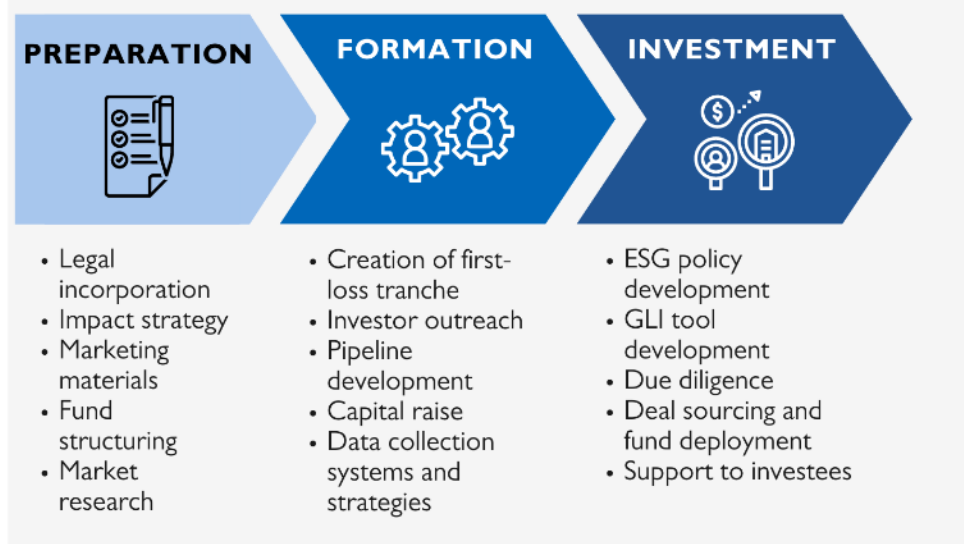 PREPARATION
• Legal
incorporation
• Impact strategy
• Marketing
materials
• Fund
structuring
• Market
research
FORMATION
• Creation of first-
loss tranche
• Investor outreach
• Pipeline
development
• Capital raise
• Data collection
systems and
strategies
INVESTMENT
$
• ESG policy
development
• GLI tool
development
• Due diligence
• Deal sourcing and
fund deployment
• Support to investees